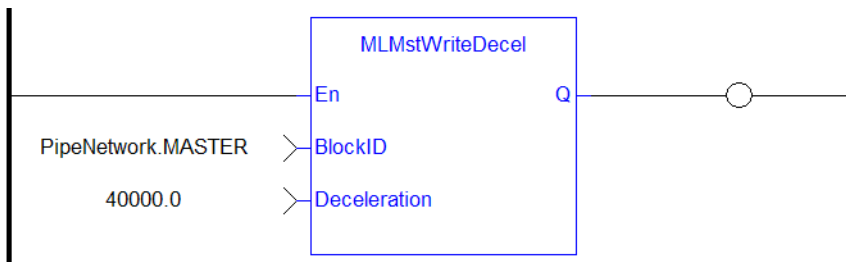 MLMstWriteDecel
En Q
PipeNetwork.MASTER BlockID
40000.0 Deceleration